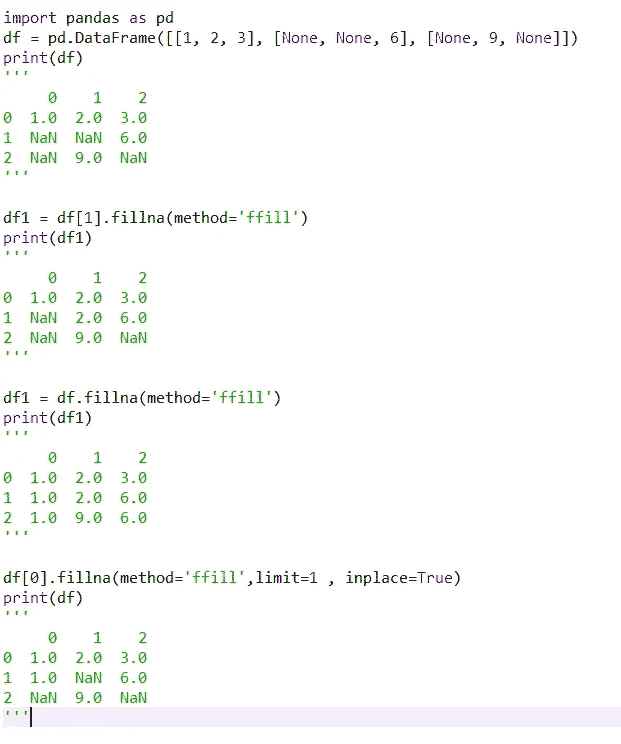 import pandas as pd
df = pd.DataFrame([[1, 2, 3], [None, None, 6], [None, 9, None]])
print(df)
'''
     0    1    2
0  1.0  2.0  3.0
1  NaN  NaN  6.0
2  NaN  9.0  NaN
'''

df1 = df[1].fillna(method='ffill')
print(df1)
'''
     0    1    2
0  1.0  2.0  3.0
1  NaN  2.0  6.0
2  NaN  9.0  NaN
'''

df1 = df.fillna(method='ffill')
print(df1)
'''
     0    1    2
0  1.0  2.0  3.0
1  1.0  2.0  6.0
2  1.0  9.0  6.0
'''

df[0].fillna(method='ffill',limit=1 , inplace=True)
print(df)
'''
     0    1    2
0  1.0  2.0  3.0
1  1.0  NaN  6.0
2  NaN  9.0  NaN
'''